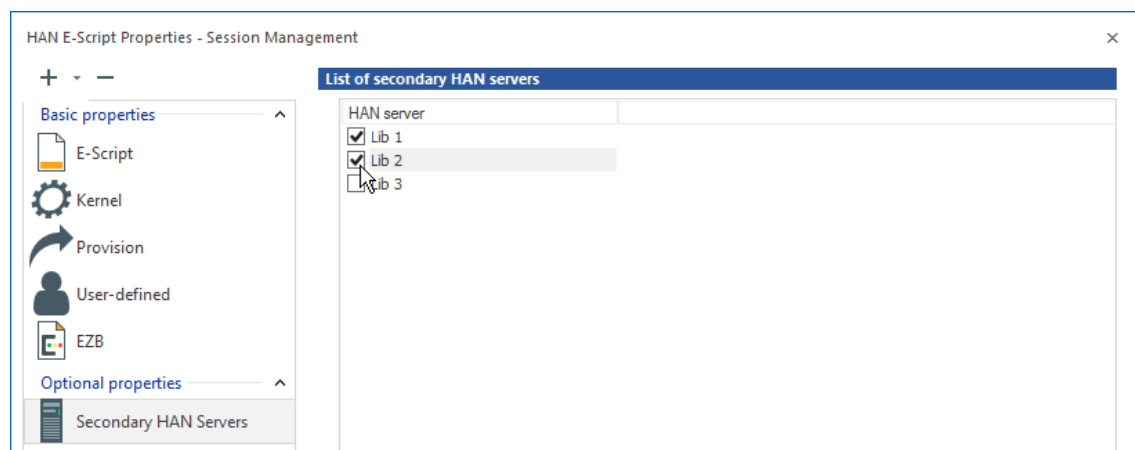 HAN E-Script Properties - Session Management
List of secondary HAN servers
Basic properties
E-Script
Kernel
Provision
User-defined
EZB
Optional properties
Secondary HAN Servers
HAN server
Lib 1
Lib 2
Lib 3